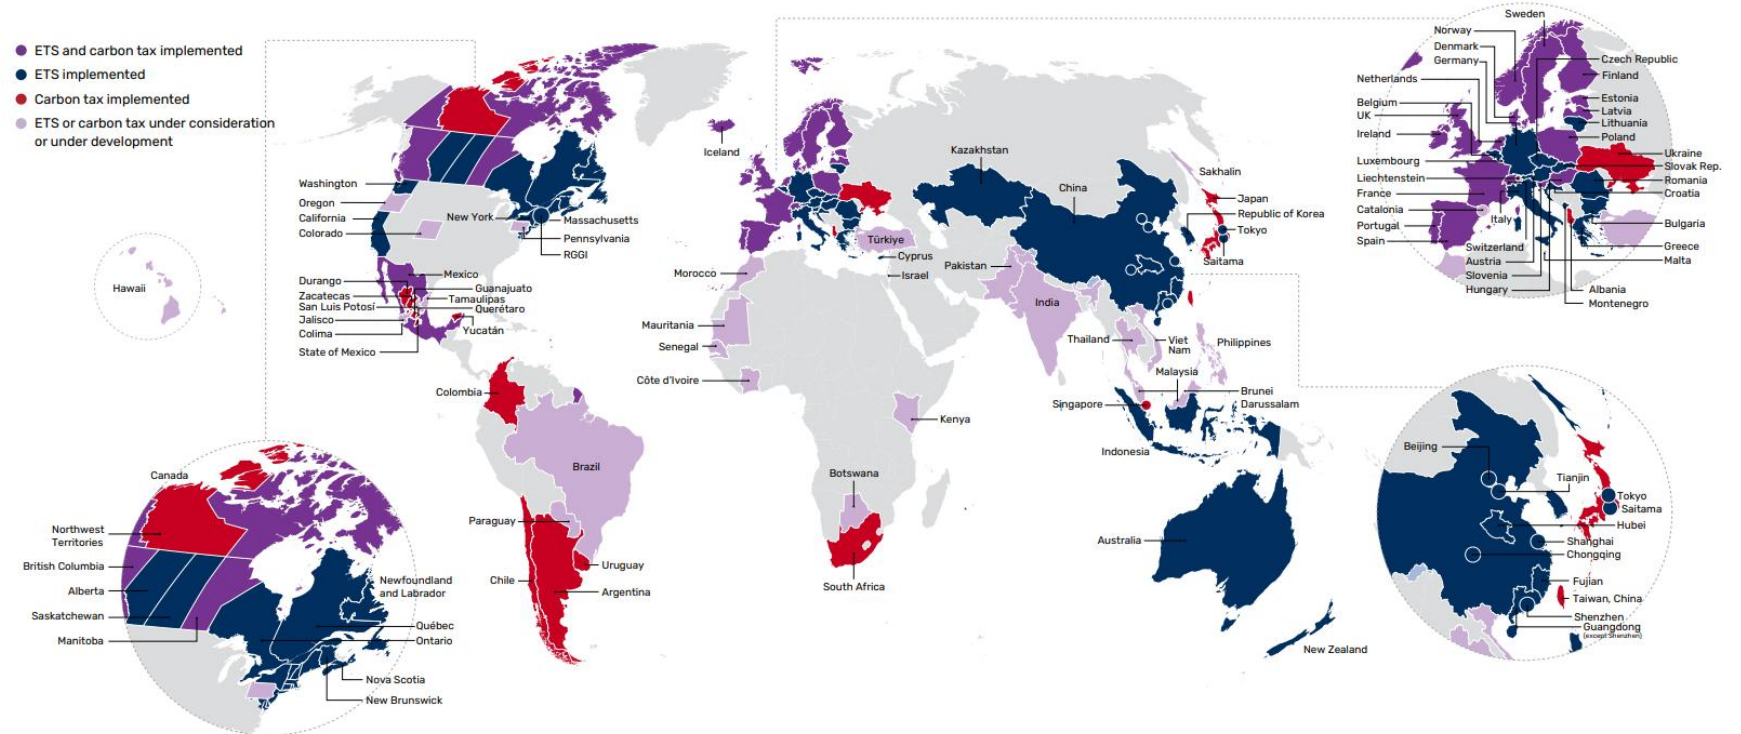 ETS and carbon tax implemented
ETS implemented
Carbon tax implemented
ETS or carbon tax under consideration
or under development
Washington
Oregon
California
Colorado
New York
Massachusetts
Pennsylvania
RGGI
Hawaii
Durango
Zacatecas
San Luis Potosí
Jalisco
Colima
State of Mexico
Mexico
Guanajuato
Tamaulipas
Querétaro
Yucatán
Colombia
Brazil
Paraguay
Uruguay
Chile
Argentina
Iceland
Morocco
Mauritania
Senegal
Côte d'Ivoire
Kenya
Botswana
South Africa
Türkiye
Cyprus
Israel
Kazakhstan
China
Pakistan
India
Thailand
Viet
Nam
Philippines
Malaysia
Singapore
Brunei
Darussalam
Indonesia
Australia
New Zealand
Sakhalin
Japan
Republic of Korea
Tokyo
Saitama
Sweden
Norway
Denmark
Germany
Netherlands
Belgium
UK
Ireland
Luxembourg
Liechtenstein
France
Catalonia
Portugal
Spain
Italy
Switzerland
Austria
Slovenia
Hungary
Czech Republic
Finland
Estonia
Latvia
Lithuania
Poland
Ukraine
Slovak Rep.
Romania
Croatia
Bulgaria
Greece
Malta
Albania
Montenegro
Canada
Northwest
Territories
British Columbia
Alberta
Saskatchewan
Manitoba
Newfoundland
and Labrador
Québec
Ontario
Nova Scotia
New Brunswick
Beijing
Tianjin
Tokyo
Saitama
Hubei
Shanghai
Chongqing
Fujian
Taiwan, China
Shenzhen
Guangdong
(except Shenzhen)